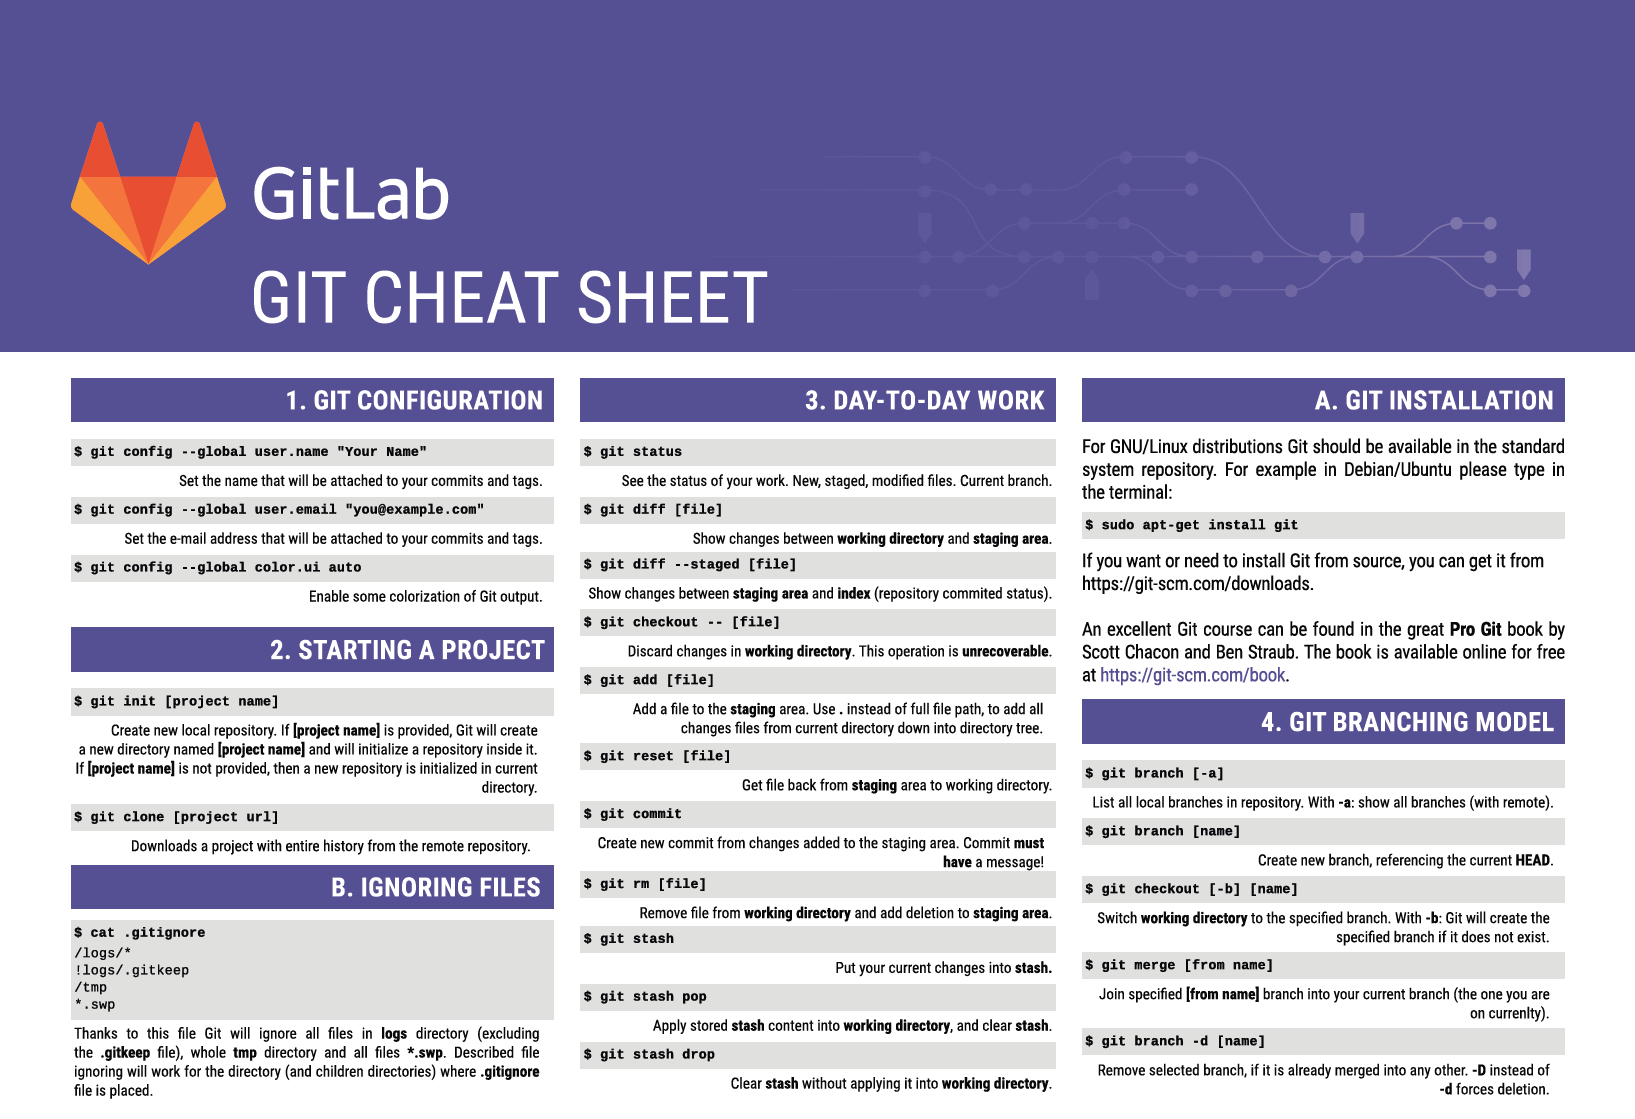 GitLab
GIT CHEAT SHEET
1. GIT CONFIGURATION
$ git config --global user.name "Your Name"
Set the name that will be attached to your commits and tags.
$ git config --global user.email "you@example.com"
Set the e-mail address that will be attached to your commits and tags.
$ git config --global color.ui auto
Enable some colorization of Git output.
2. STARTING A PROJECT
$ git init [project name]
Create new local repository. If [project name] is provided, Git will create
a new directory named [project name] and will initialize a repository inside it.
If [project name] is not provided, then a new repository is initialized in current
directory.
$ git clone [project url]
Downloads a project with entire history from the remote repository.
B. IGNORING FILES
$ cat .gitignore
/logs/*
!logs/.gitkeep
/tmp
*.swp
Thanks to this file Git will ignore all files in logs directory (excluding
the .gitkeep file), whole tmp directory and all files *.swp. Described file
ignoring will work for the directory (and children directories) where .gitignore
file is placed.
3. DAY-TO-DAY WORK
$ git status
See the status of your work. New, staged, modified files. Current branch.
$ git diff [file]
Show changes between working directory and staging area.
$ git diff --staged [file]
Show changes between staging area and index (repository commited status).
$ git checkout -- [file]
Discard changes in working directory. This operation is unrecoverable.
$ git add [file]
Add a file to the staging area. Use . instead of full file path, to add all
changes files from current directory down into directory tree.
$ git reset [file]
Get file back from staging area to working directory.
$ git commit
Create new commit from changes added to the staging area. Commit must
have a message!
$ git rm [file]
Remove file from working directory and add deletion to staging area.
$ git stash
Put your current changes into stash.
$ git stash pop
Apply stored stash content into working directory, and clear stash.
$ git stash drop
Clear stash without applying it into working directory.
A. GIT INSTALLATION
For GNU/Linux distributions Git should be available in the standard
system repository. For example in Debian/Ubuntu please type in
the terminal:
$ sudo apt-get install git
If you want or need to install Git from source, you can get it from
https://git-scm.com/downloads.
An excellent Git course can be found in the great Pro Git book by
Scott Chacon and Ben Straub. The book is available online for free
at https://git-scm.com/book.
4. GIT BRANCHING MODEL
$ git branch [-a]
List all local branches in repository. With -a: show all branches (with remote).
$ git branch [name]
Create new branch, referencing the current HEAD.
$ git checkout [-b] [name]
Switch working directory to the specified branch. With -b: Git will create the
specified branch if it does not exist.
$ git merge [from name]
Join specified [from name] branch into your current branch (the one you are
on currenlty).
$ git branch -d [name]
Remove selected branch, if it is already merged into any other. -D instead of
-d forces deletion.